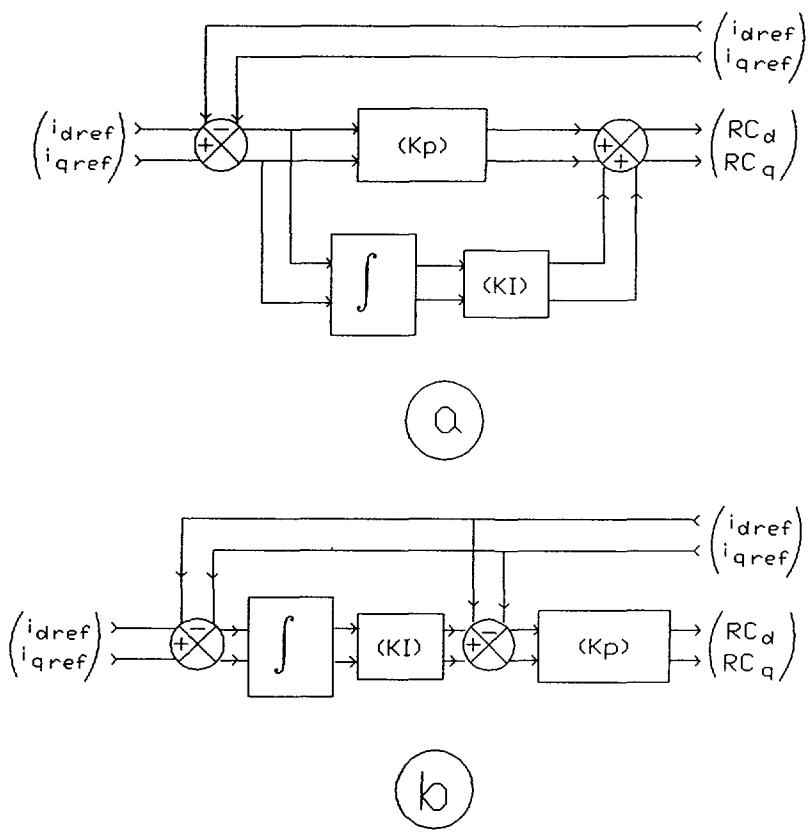 idref
iqref
idref
iqref
+
−
(Kp)
+
+
RCd
RCq
∫
(KI)
a
idref
iqref
idref
iqref
+
−
∫
(KI)
+
−
(Kp)
RCd
RCq
b